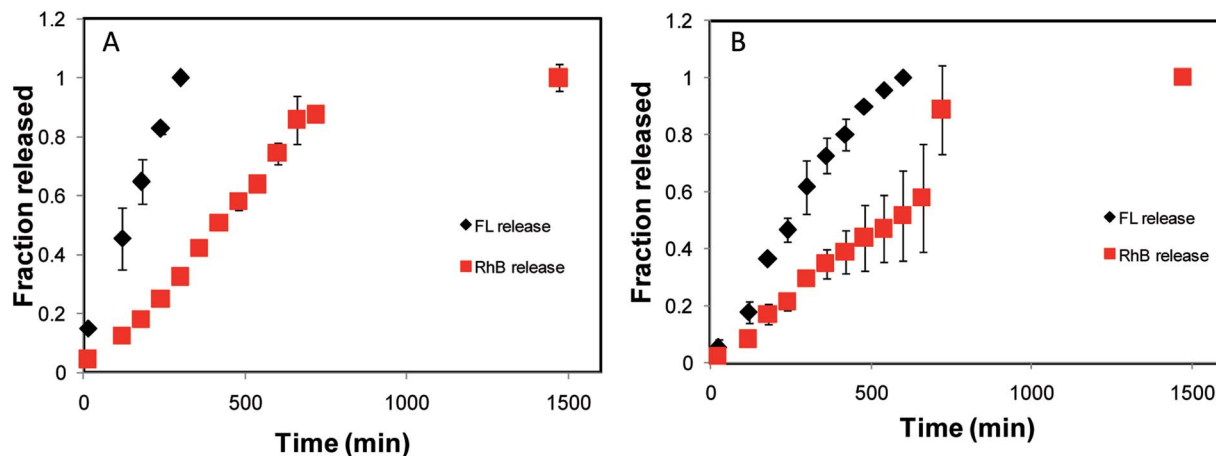 A
Fraction released
1.2
1
0.8
0.6
0.4
0.2
0
0
500
1000
1500
Time (min)
FL release
RhB release
B
Fraction released
1.2
1
0.8
0.6
0.4
0.2
0
0
500
1000
1500
Time (min)
FL release
RhB release